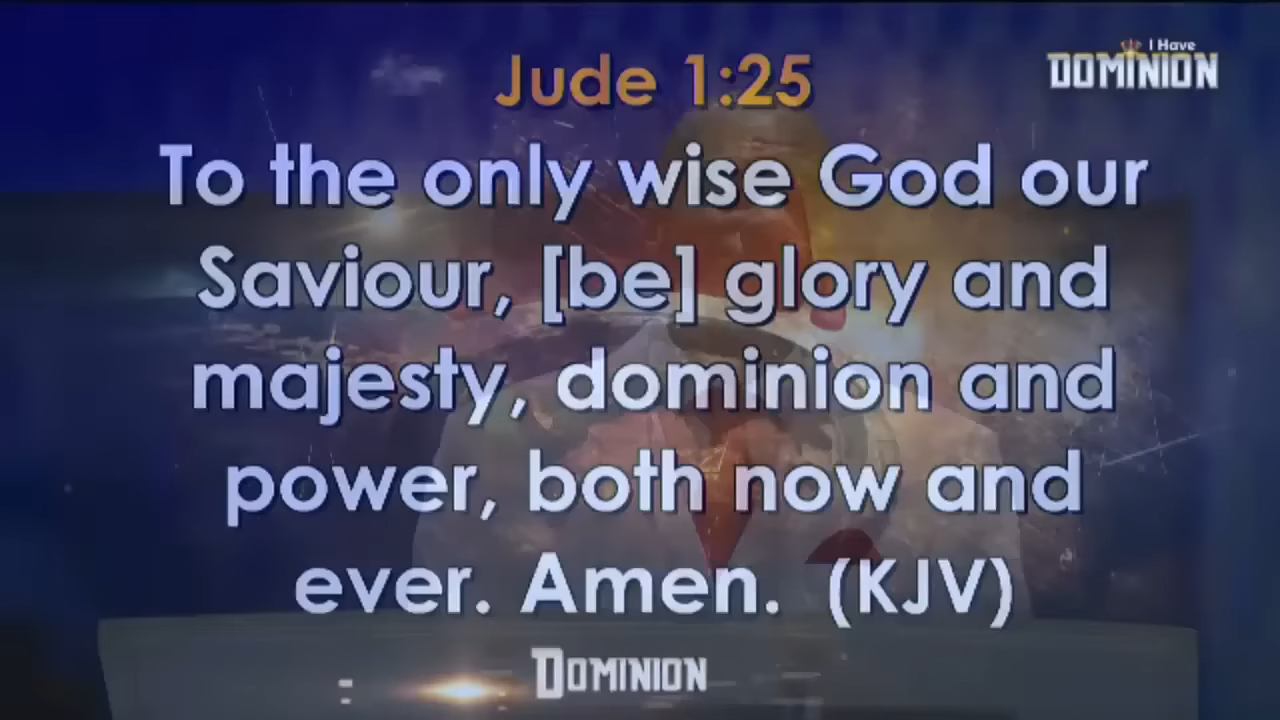 I Have
DOMINION
Jude 1:25
To the only wise God our
Saviour, [be] glory and
majesty, dominion and
power, both now and
ever. Amen. (KJV)
DOMINION